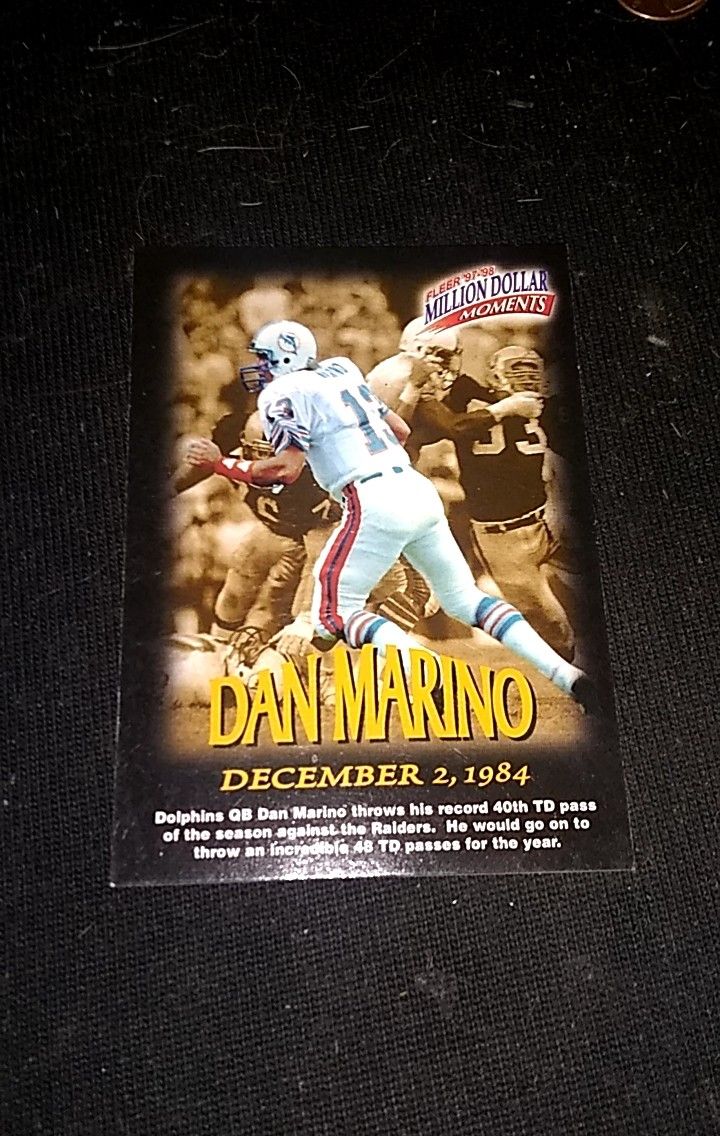 FLEER '97-'98
MILLION DOLLAR
MOMENTS
13
13
93
DAN MARINO
DECEMBER 2, 1984
Dolphins QB Dan Marino throws his record 40th TD pass
of the season against the Raiders. He would go on to
throw an incredible 48 TD passes for the year.